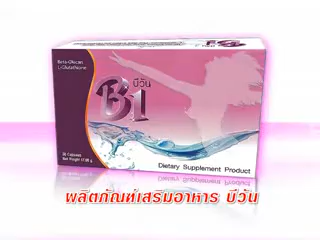 Beta-Glucan
L-Glutathione
บีวัน
B1
30 Capsules
Dietary Supplement Product
ผลิตภัณฑ์เสริมอาหาร บีวัน